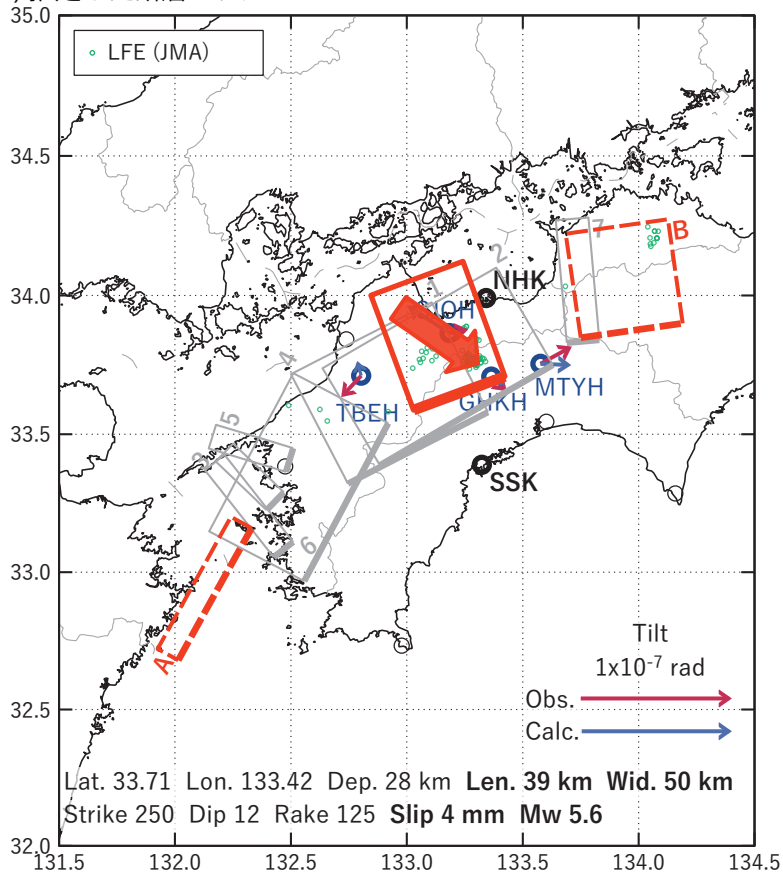 35.0
LFE (JMA)
34.5
7
B
2
NHK
34.0
1
4
MTYH
GHKH
TBEH
33.5
5
SSK
3
6
33.0
A
Tilt
1x10⁻⁷ rad
Obs.
Calc.
32.5
Lat. 33.71 Lon. 133.42 Dep. 28 km Len. 39 km Wid. 50 km
Strike 250 Dip 12 Rake 125 Slip 4 mm Mw 5.6
32.0
131.5 132.0 132.5 133.0 133.5 134.0 134.5